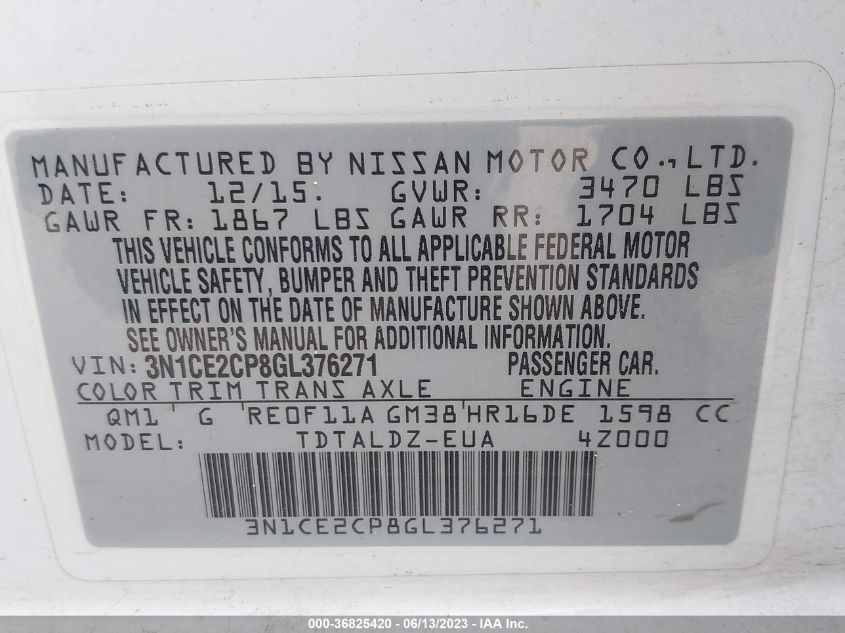 MANUFACTURED BY NISSAN MOTOR CO., LTD.
DATE: 12/15. GVWR: 3470 LBS
GAWR FR: 1867 LBS GAWR RR: 1704 LBS
THIS VEHICLE CONFORMS TO ALL APPLICABLE FEDERAL MOTOR
VEHICLE SAFETY, BUMPER AND THEFT PREVENTION STANDARDS
IN EFFECT ON THE DATE OF MANUFACTURE SHOWN ABOVE.
SEE OWNER'S MANUAL FOR ADDITIONAL INFORMATION.
VIN: 3N1CE2CP8GL376271 PASSENGER CAR.
COLOR TRIM TRANS AXLE ENGINE
QM1 ' G RE0F11A GM38 ' HR16DE 1598 CC
MODEL: TDTALDZ-EUA 4Z000
3N1CE2CP8GL376271
000-36825420 - 06/13/2023 - IAA Inc.